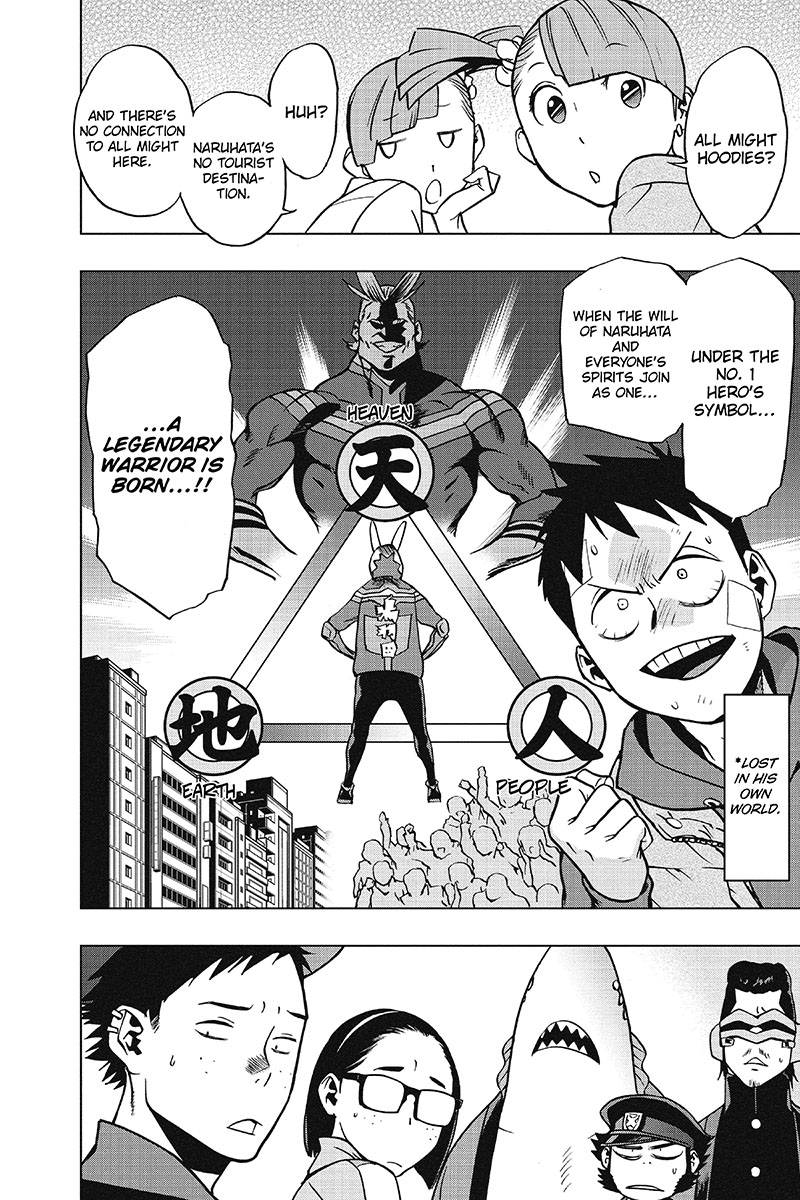 ALL MIGHT
HOODIES?
HUH?
NARUHATA'S
NO TOURIST
DESTINA-
TION.
AND THERE'S
NO CONNECTION
TO ALL MIGHT
HERE.
UNDER THE
NO. 1
HERO'S
SYMBOL...
WHEN THE WILL
OF NARUHATA
AND
EVERYONE'S
SPIRITS JOIN
AS ONE...
HEAVEN
天
...A
LEGENDARY
WARRIOR IS
BORN...!!
人
PEOPLE
地
EARTH
*LOST
IN HIS
OWN
WORLD.